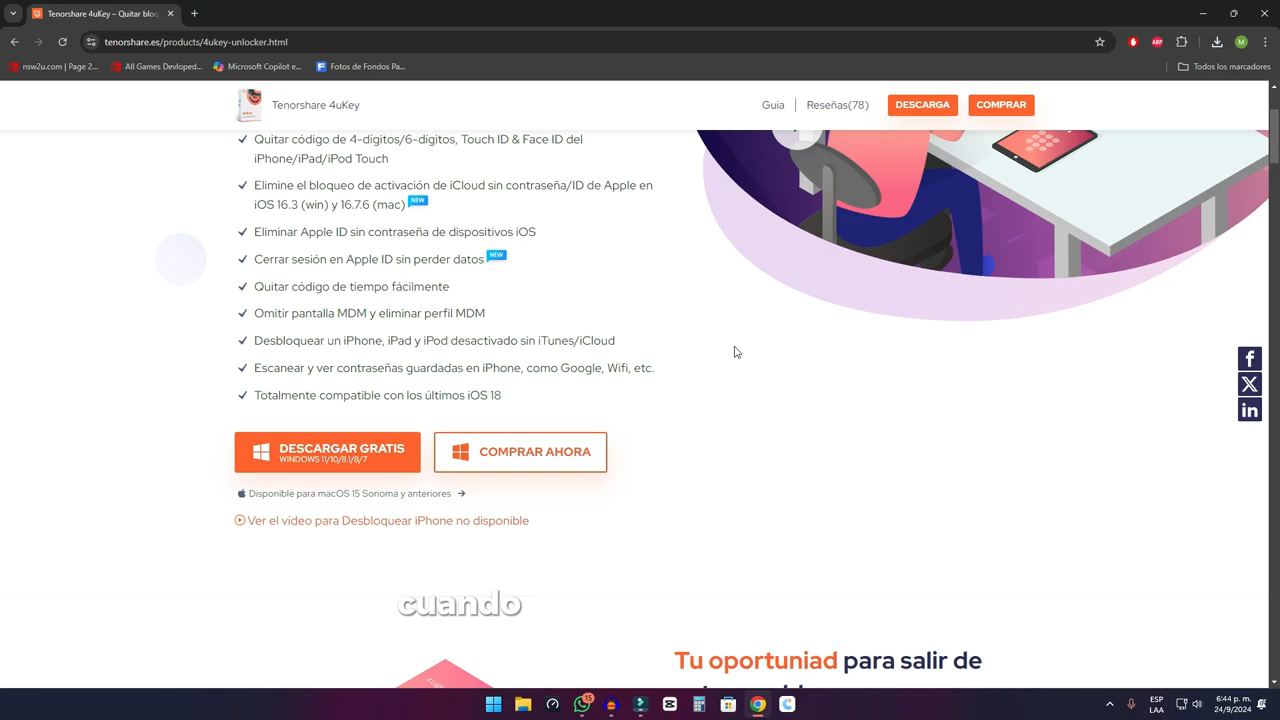 Tenorshare 4uKey – Quitar bloq
tenorshare.es/products/4ukey-unlocker.html
M
nsw2u.com | Page 2...
All Games Devloped...
Microsoft Copilot e...
Fotos de Fondos Pa...
Todos los marcadores
Tenorshare 4uKey
Guía
Reseñas(78)
DESCARGA
COMPRAR
Quitar código de 4-dígitos/6-digitos, Touch ID & Face ID del
iPhone/iPad/iPod Touch
Elimine el bloqueo de activación de iCloud sin contraseña/ID de Apple en
iOS 16.3 (win) y 16.7.6 (mac) NEW
Eliminar Apple ID sin contraseña de dispositivos iOS
Cerrar sesión en Apple ID sin perder datos NEW
Quitar código de tiempo fácilmente
Omitir pantalla MDM y eliminar perfil MDM
Desbloquear un iPhone, iPad y iPod desactivado sin iTunes/iCloud
Escanear y ver contraseñas guardadas en iPhone, como Google, Wifi, etc.
Totalmente compatible con los últimos iOS 18
DESCARGAR GRATIS
WINDOWS 11/10/8.1/8/7
COMPRAR AHORA
Disponible para macOS 15 Sonoma y anteriores
Ver el vídeo para Desbloquear iPhone no disponible
cuando
Tu oportuniad para salir de
15
ESP
LAA
6:44 p. m.
24/9/2024